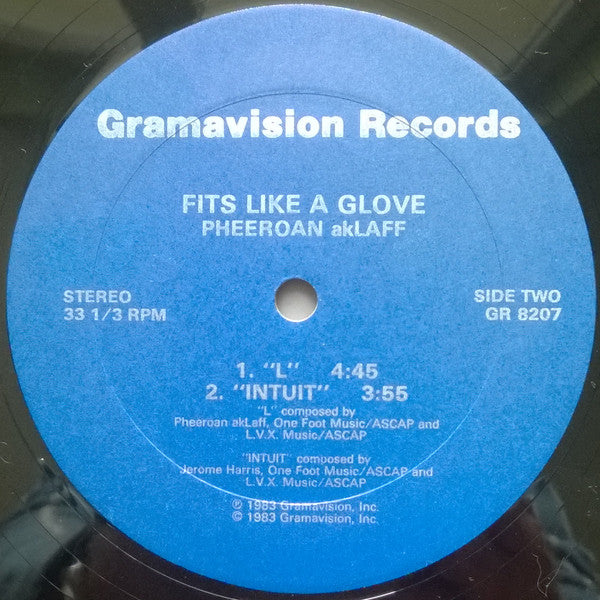 Gramavision Records
FITS LIKE A GLOVE
PHEEROAN akLAFF
STEREO
33 1/3 RPM
SIDE TWO
GR 8207
1. "L" 4:45
2. "INTUIT" 3:55
"L" composed by
Pheeroan akLaff, One Foot Music/ASCAP and
L.V.X. Music/ASCAP
"INTUIT" composed by
Jerome Harris, One Foot Music/ASCAP and
L.V.X. Music/ASCAP
℗ 1983 Gramavision, Inc.
© 1983 Gramavision, Inc.